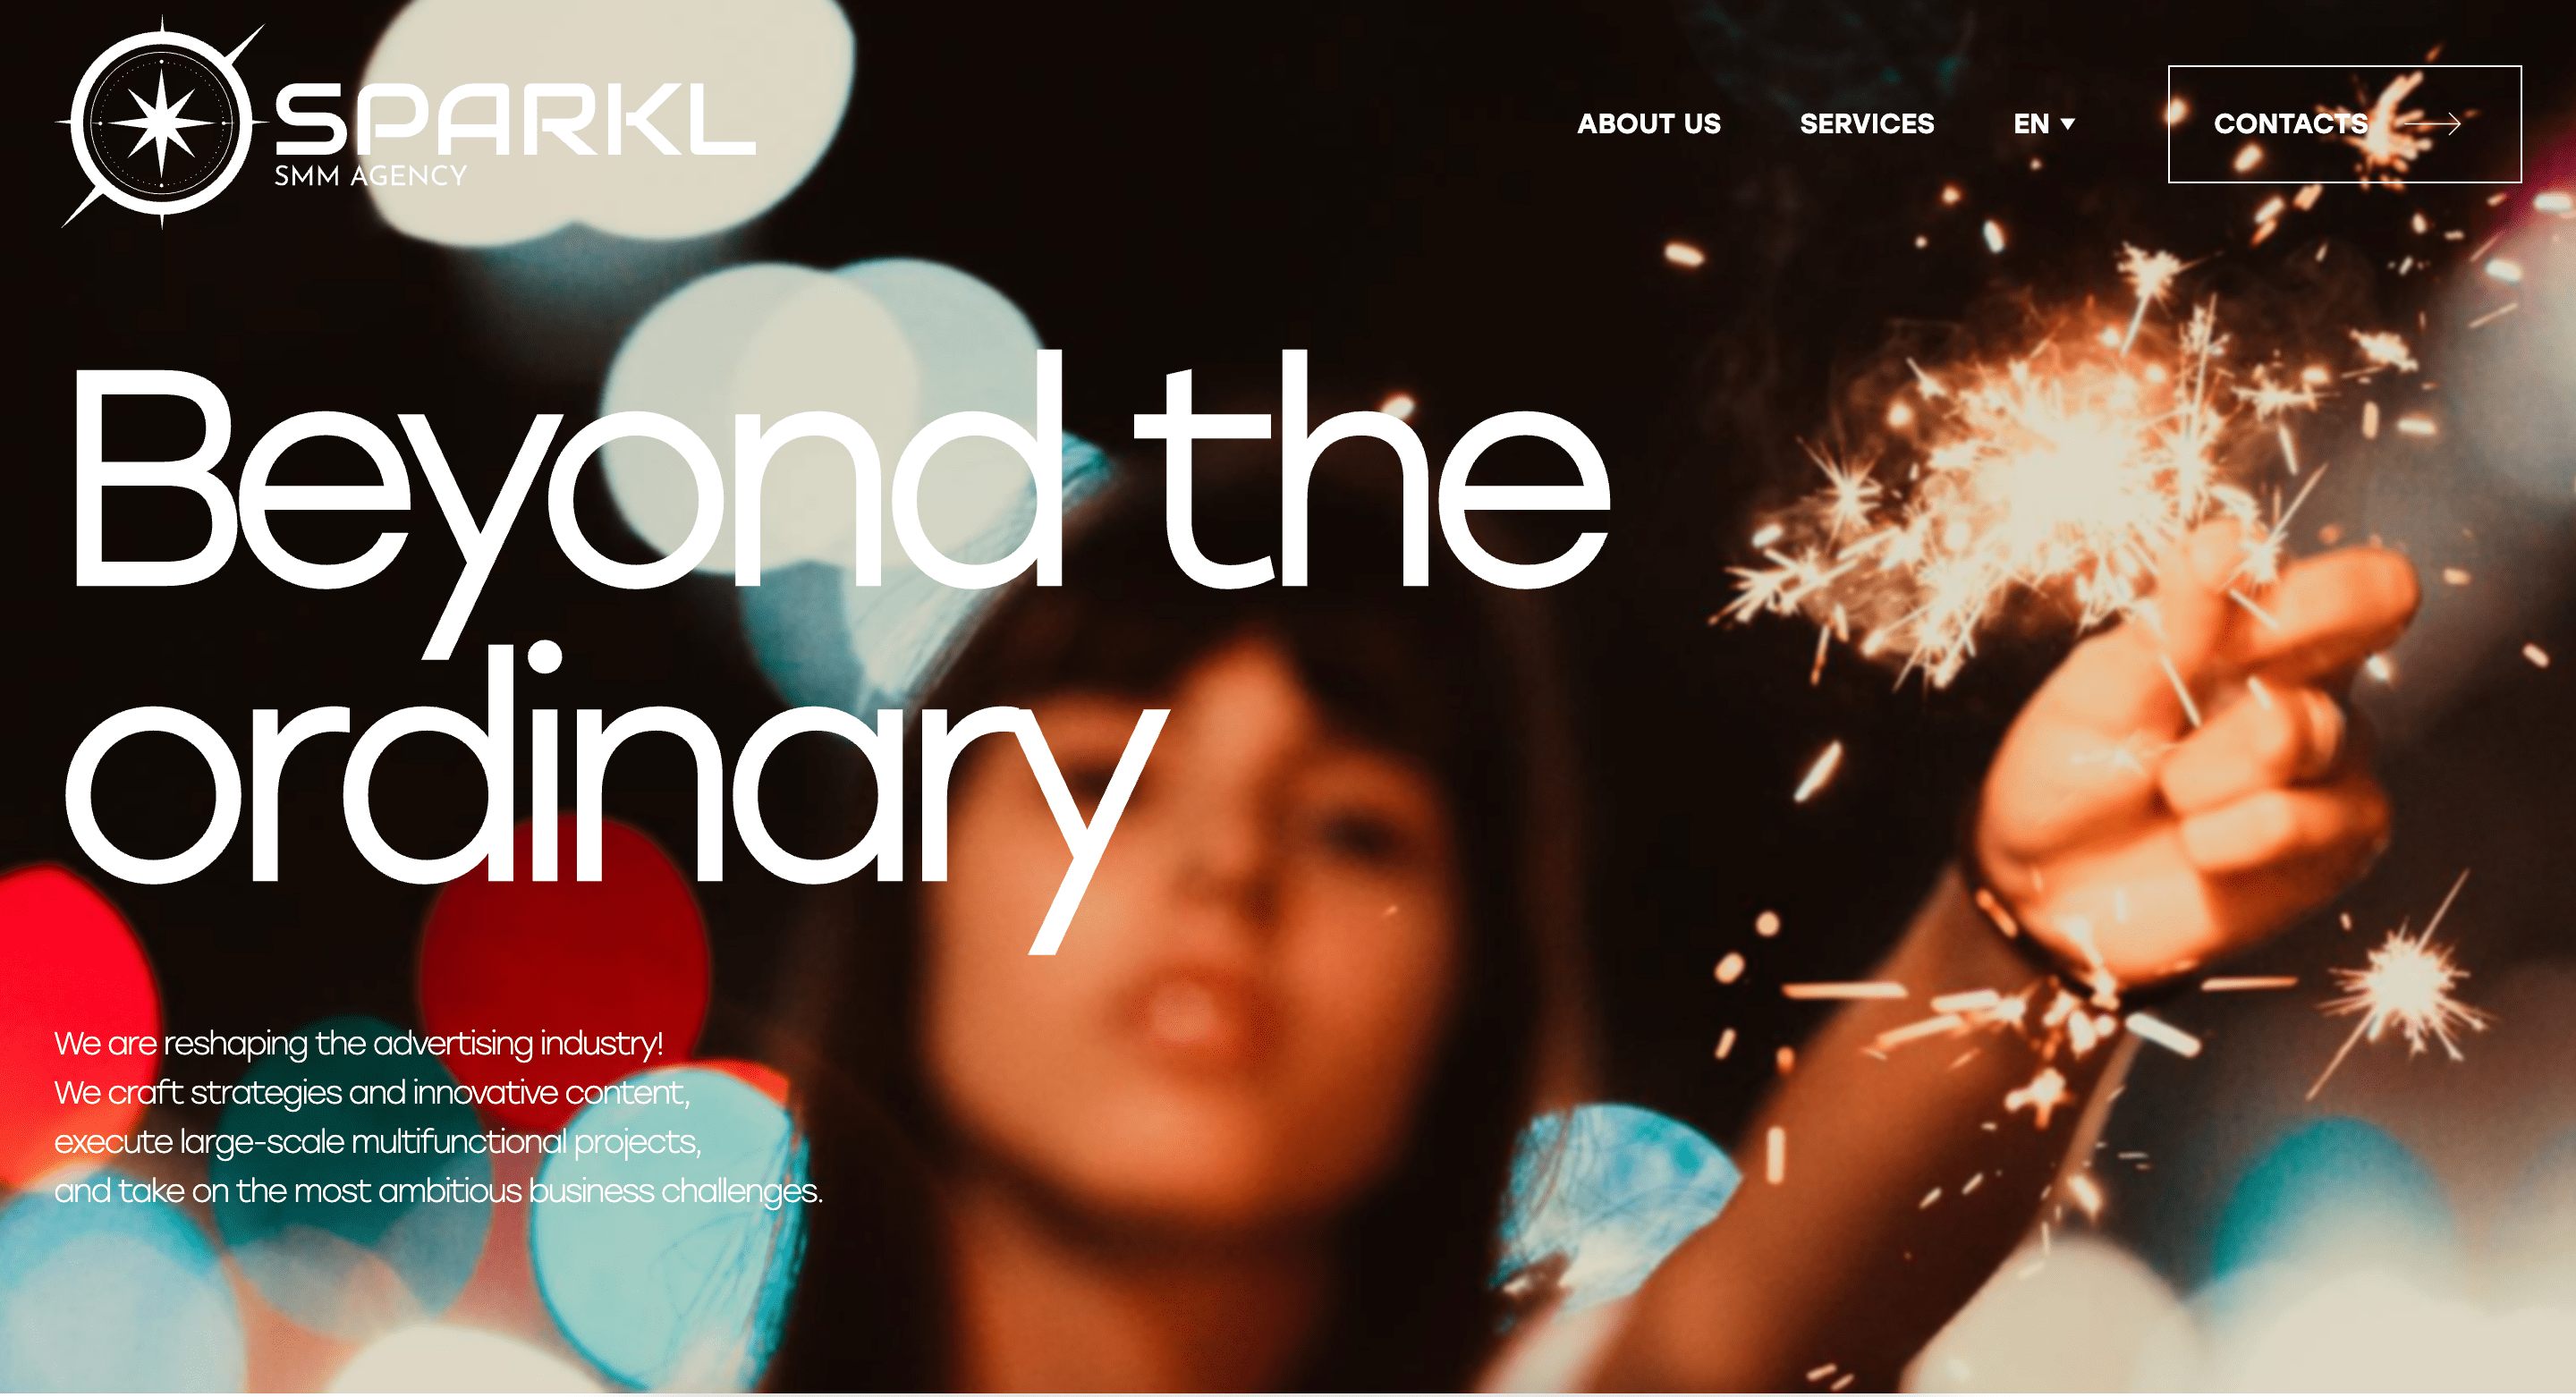 SPARKL
SMM AGENCY
ABOUT US
SERVICES
EN
CONTACTS
Beyond the
ordinary
We are reshaping the advertising industry!
We craft strategies and innovative content,
execute large-scale multifunctional projects,
and take on the most ambitious business challenges.